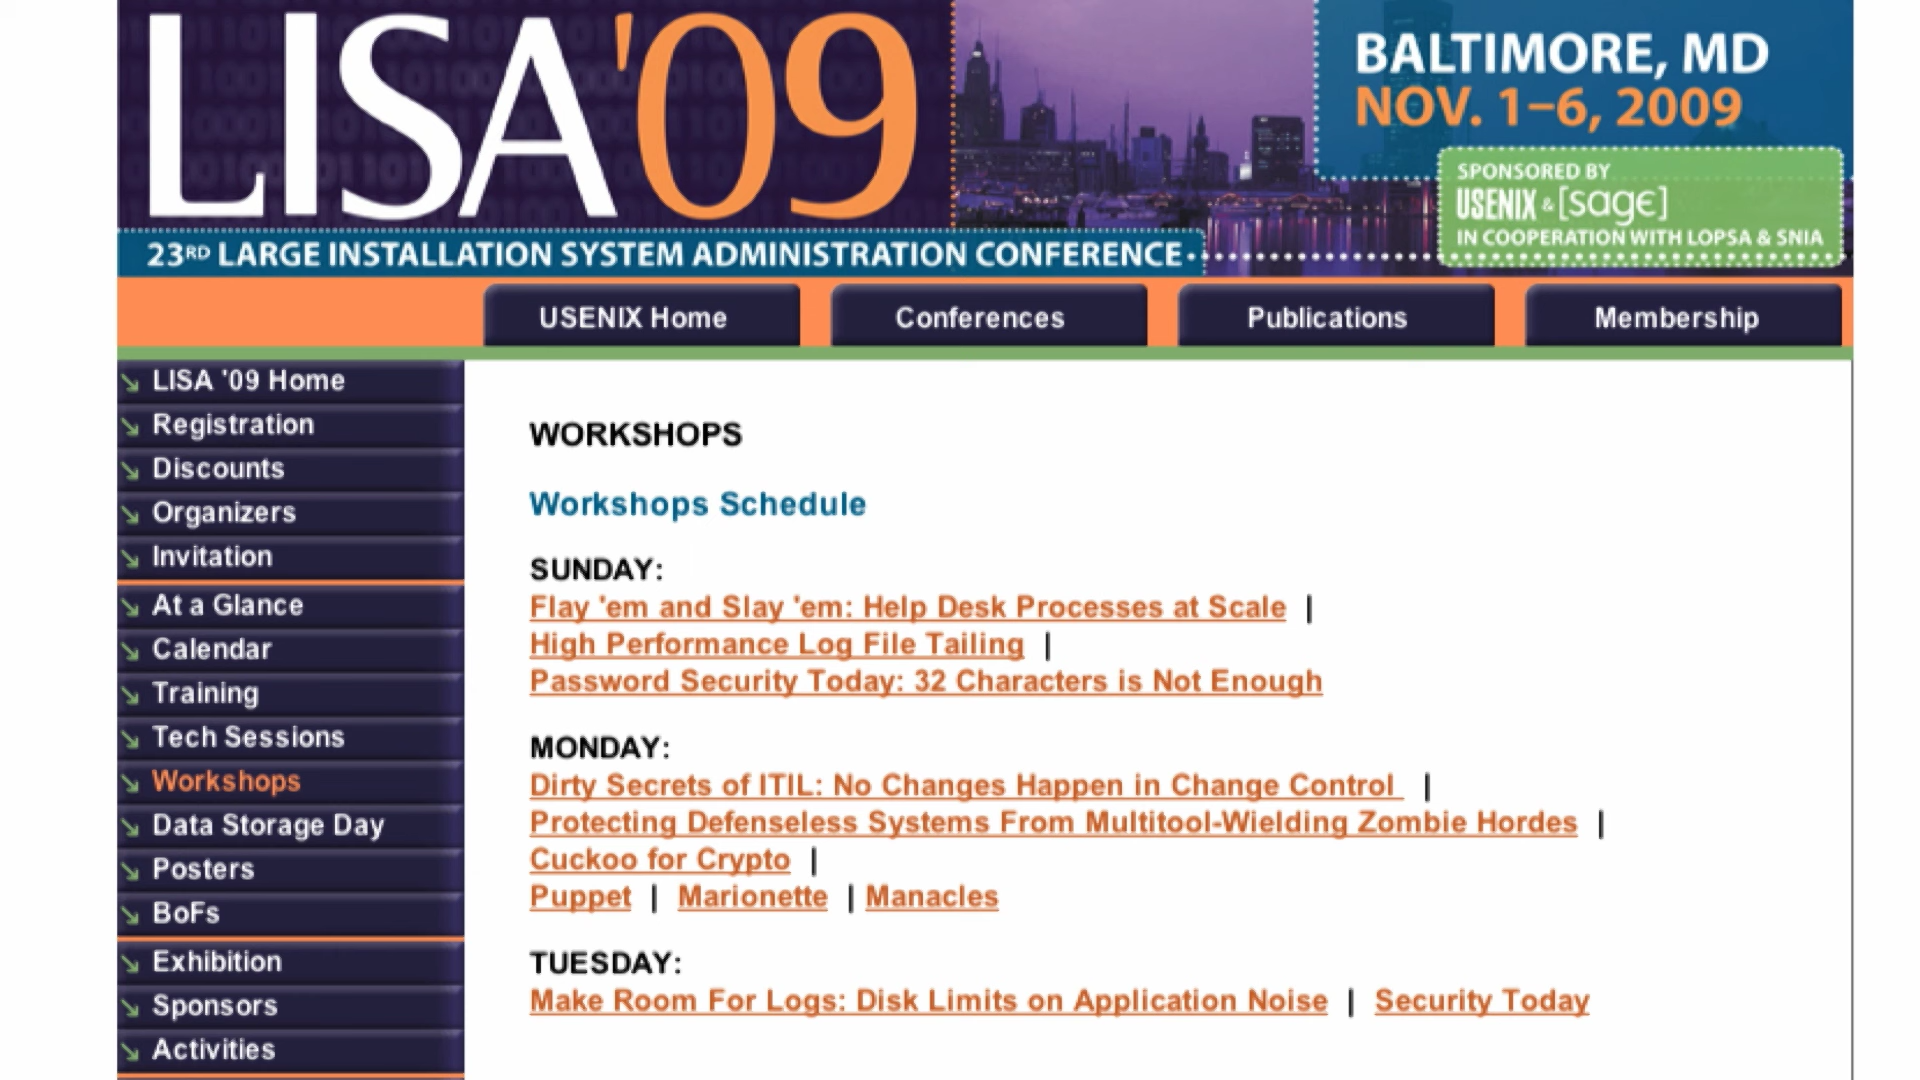 LISA'09
BALTIMORE, MD
NOV. 1–6, 2009
SPONSORED BY
USENIX & [sage]
IN COOPERATION WITH LOPSA & SNIA
23RD LARGE INSTALLATION SYSTEM ADMINISTRATION CONFERENCE
USENIX Home
Conferences
Publications
Membership
LISA '09 Home
Registration
Discounts
Organizers
Invitation
At a Glance
Calendar
Training
Tech Sessions
Workshops
Data Storage Day
Posters
BoFs
Exhibition
Sponsors
Activities
WORKSHOPS
Workshops Schedule
SUNDAY:
Flay 'em and Slay 'em: Help Desk Processes at Scale |
High Performance Log File Tailing |
Password Security Today: 32 Characters is Not Enough
MONDAY:
Dirty Secrets of ITIL: No Changes Happen in Change Control |
Protecting Defenseless Systems From Multitool-Wielding Zombie Hordes |
Cuckoo for Crypto |
Puppet | Marionette | Manacles
TUESDAY:
Make Room For Logs: Disk Limits on Application Noise | Security Today